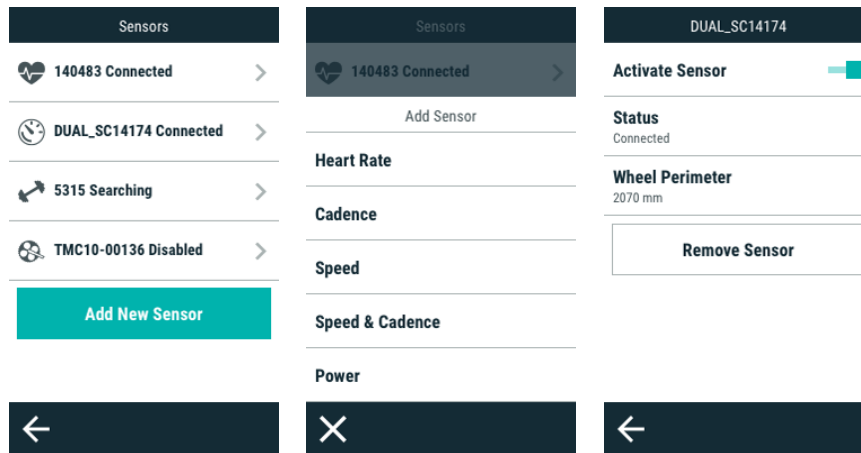 Sensors
140483 Connected
DUAL_SC14174 Connected
5315 Searching
TMC10-00136 Disabled
Add New Sensor
Sensors
140483 Connected
Add Sensor
Heart Rate
Cadence
Speed
Speed & Cadence
Power
DUAL_SC14174
Activate Sensor
Status
Connected
Wheel Perimeter
2070 mm
Remove Sensor